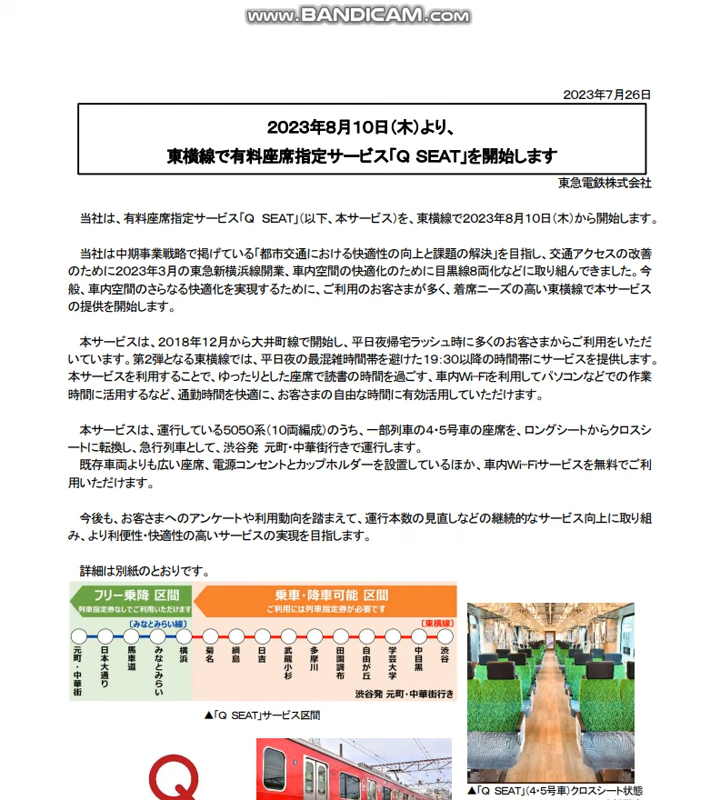 www.BANDICAM.com
2023年7月26日
2023年8月10日(木)より、
東横線で有料座席指定サービス「Q SEAT」を開始します
東急電鉄株式会社
当社は、有料座席指定サービス「Q SEAT」(以下、本サービス)を、東横線で2023年8月10日(木)から開始します。
当社は中期事業戦略で掲げている「都市交通における快適性の向上と課題の解決」を目指し、交通アクセスの改善
のために2023年3月の東急新横浜線開業、車内空間の快適化のために目黒線8両化などに取り組んできました。今
般、車内空間のさらなる快適化を実現するために、ご利用のお客さまが多く、着席ニーズの高い東横線で本サービス
の提供を開始します。
本サービスは、2018年12月から大井町線で開始し、平日夜帰宅ラッシュ時に多くのお客さまからご利用をいただ
いています。第2弾となる東横線では、平日夜の最混雑時間帯を避けた19:30以降の時間帯にサービスを提供します。
本サービスを利用することで、ゆったりとした座席で読書の時間を過ごす、車内Wi-Fiを利用してパソコンなどでの作業
時間に活用するなど、通勤時間を快適に、お客さまの自由な時間に有効活用していただけます。
本サービスは、運行している5050系(10両編成)のうち、一部列車の4・5号車の座席を、ロングシートからクロスシ
ートに転換し、急行列車として、渋谷発 元町・中華街行きで運行します。
既存車両よりも広い座席、電源コンセントとカップホルダーを設置しているほか、車内Wi-Fiサービスを無料でご利
用いただけます。
今後も、お客さまへのアンケートや利用動向を踏まえて、運行本数の見直しなどの継続的なサービス向上に取り組
み、より利便性・快適性の高いサービスの実現を目指します。
詳細は別紙のとおりです。
フリー乗降 区間
列車指定券なしでご利用いただけます
乗車・降車可能 区間
ご利用には列車指定券が必要です
〔みなとみらい線〕
〔東横線〕
元町・中華街
日本大通り
馬車道
みなとみらい
横浜
菊名
綱島
日吉
武蔵小杉
多摩川
田園調布
自由が丘
学芸大学
中目黒
渋谷
渋谷発 元町・中華街行き
▲「Q SEAT」サービス区間
Q
▲「Q SEAT」(4・5号車)クロスシート状態